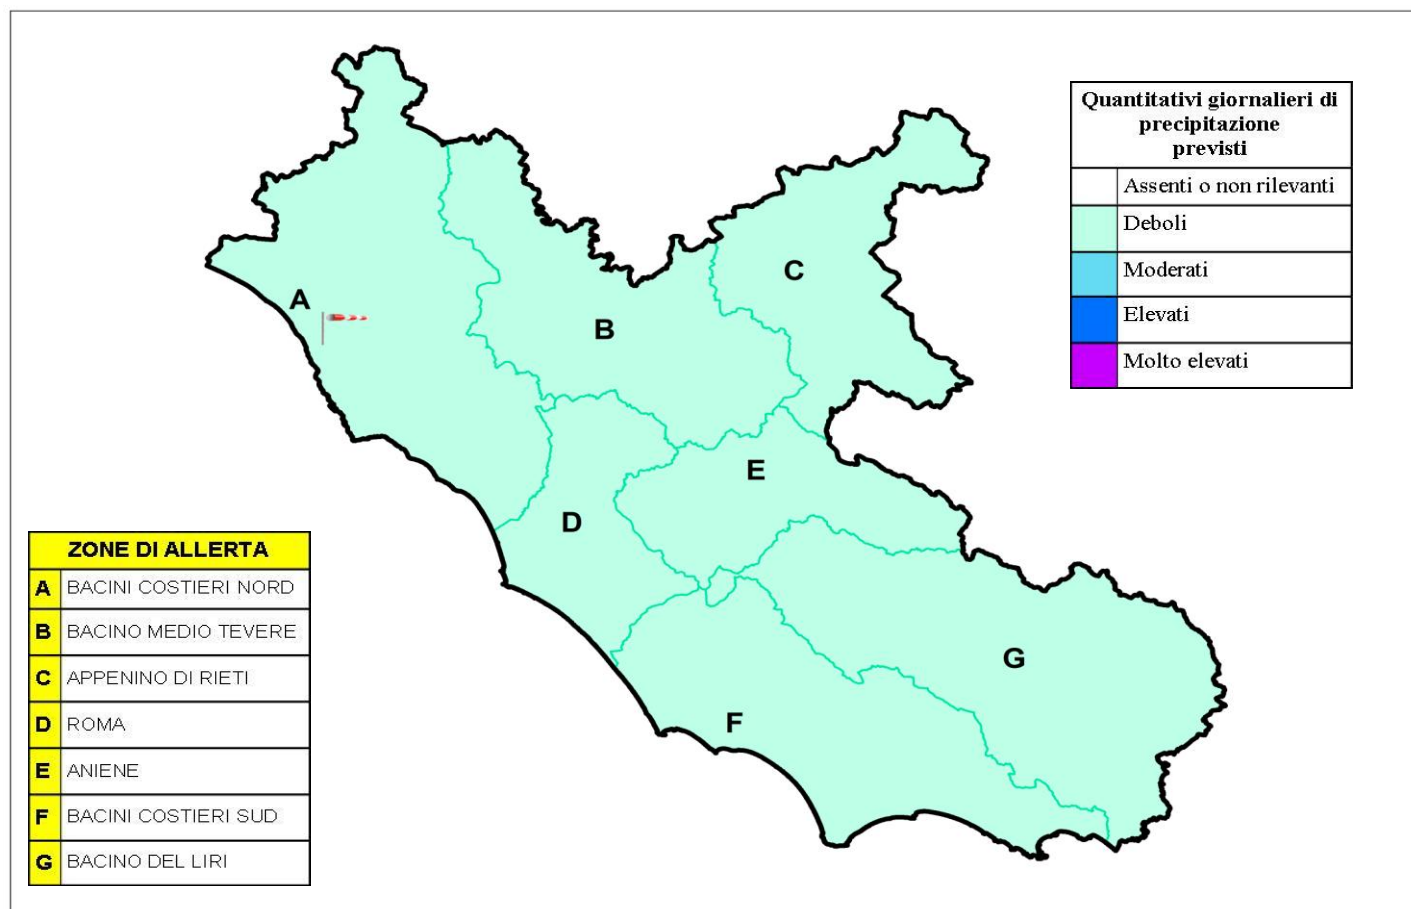 Quantitativi giornalieri di
precipitazione
previsti
Assenti o non rilevanti
Deboli
Moderati
Elevati
Molto elevati
A
B
C
D
E
F
G
ZONE DI ALLERTA
A BACINI COSTIERI NORD
B BACINO MEDIO TEVERE
C APPENINO DI RIETI
D ROMA
E ANIENE
F BACINI COSTIERI SUD
G BACINO DEL LIRI